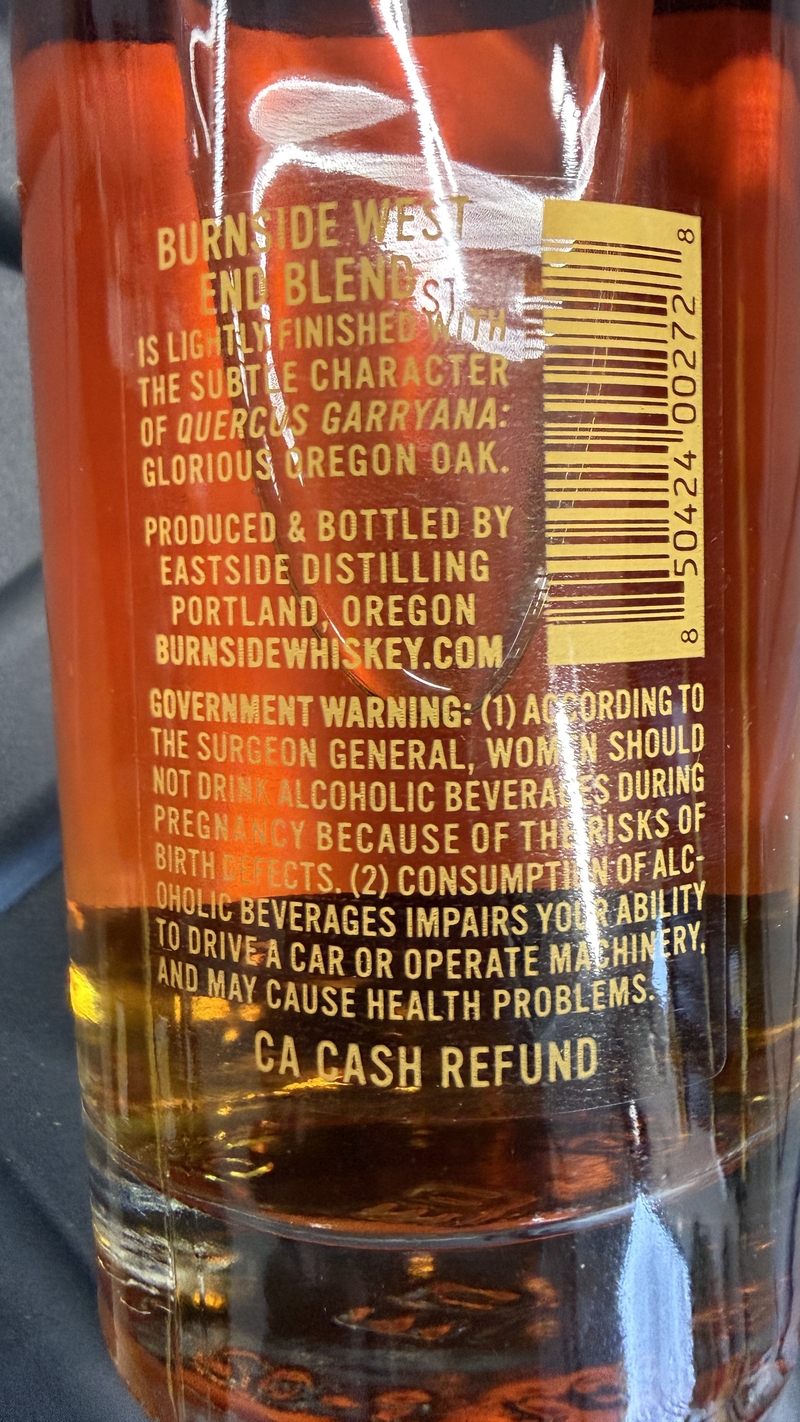 BURNSIDE WEST
END BLEND
ST
IS LIGHTLY FINISHED WITH
THE SUBTLE CHARACTER
OF QUERCUS GARRYANA:
GLORIOUS OREGON OAK.
PRODUCED & BOTTLED BY
EASTSIDE DISTILLING
PORTLAND, OREGON
BURNSIDEWHISKEY.COM
8 50424 00272 8
GOVERNMENT WARNING: (1) ACCORDING TO
THE SURGEON GENERAL, WOMEN SHOULD
NOT DRINK ALCOHOLIC BEVERAGES DURING
PREGNANCY BECAUSE OF THE RISKS OF
BIRTH DEFECTS. (2) CONSUMPTION OF ALC-
OHOLIC BEVERAGES IMPAIRS YOUR ABILITY
TO DRIVE A CAR OR OPERATE MACHINERY,
AND MAY CAUSE HEALTH PROBLEMS.
CA CASH REFUND